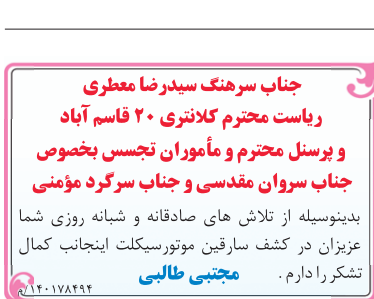 جناب سرهنگ سیدرضا معطری
ریاست محترم کلانتری ۲۰ قاسم آباد
و پرسنل محترم و مأموران تجسس بخصوص
جناب سروان مقدسی و جناب سرگرد مؤمنی
بدینوسیله از تلاش های صادقانه و شبانه روزی شما
عزیزان در کشف سارقین موتورسیکلت اینجانب کمال
تشکر را دارم . مجتبی طالبی
۱۴۰۱۷۸۴۹۴/م